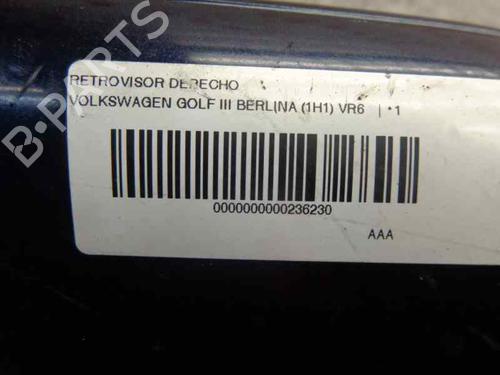 B-PARTS
RETROVISOR DERECHO
VOLKSWAGEN GOLF III BERLINA (1H1) VR6 | *1
0000000000236230
AAA